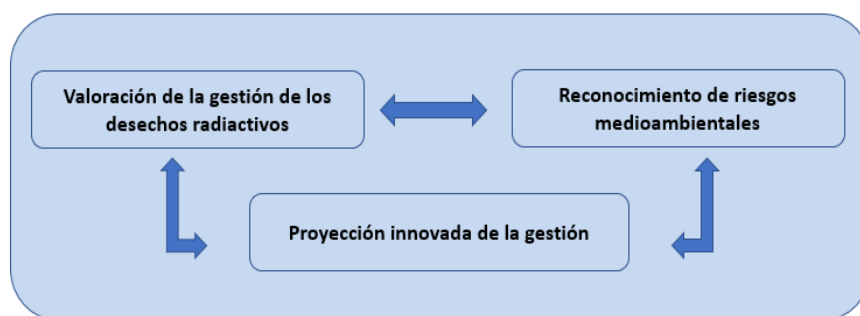 Valoración de la gestión de los
desechos radiactivos
Reconocimiento de riesgos
medioambientales
Proyección innovada de la gestión